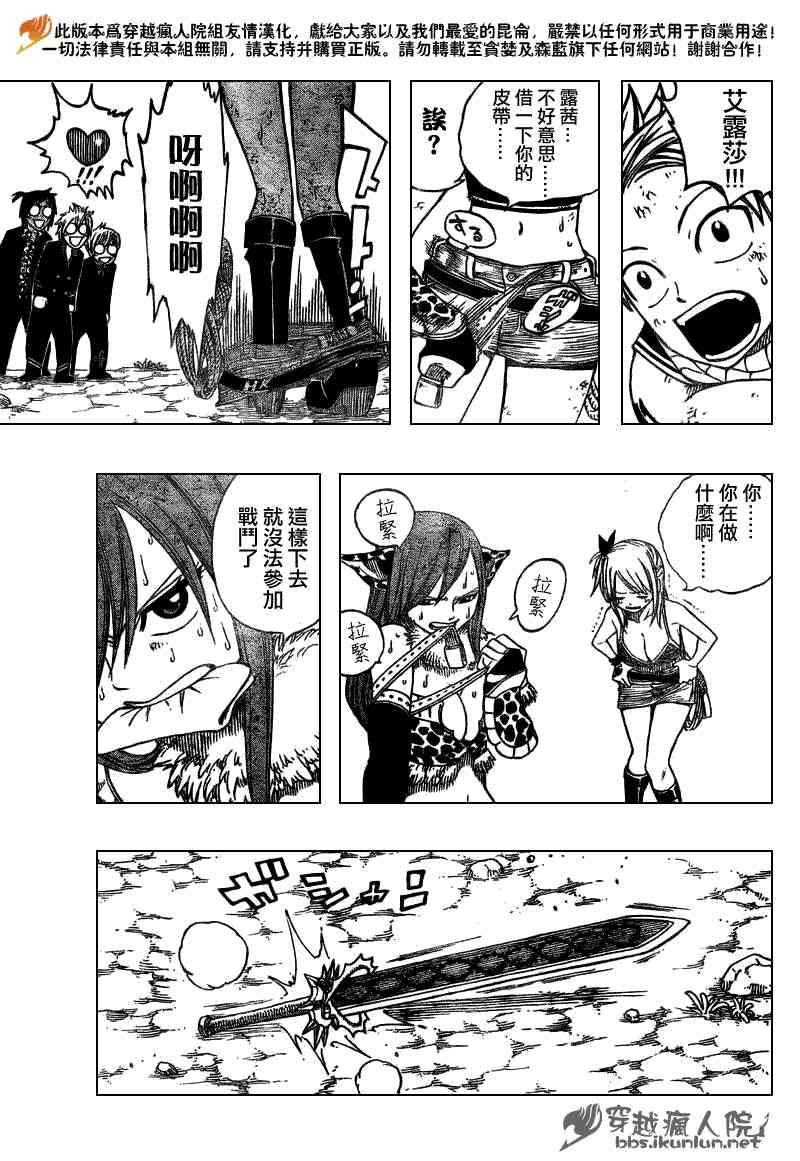 此版本爲穿越瘋人院組友情漢化，獻給大家以及我們最愛的昆侖，嚴禁以任何形式用于商業用途！
一切法律責任與本組無關，請支持并購買正版。請勿轉載至貪婪及森藍旗下任何網站！謝謝合作！
艾露莎!!!
露茜…
不好意思……
借一下你的
皮帶…
誒？
呀啊啊啊
!!!
HK
你……
你在做
什麼啊……
拉緊
拉緊
拉緊
這樣下去
就沒法參加
戰鬥了
ガシャン
穿越瘋人院
bbs.ikunlun.net